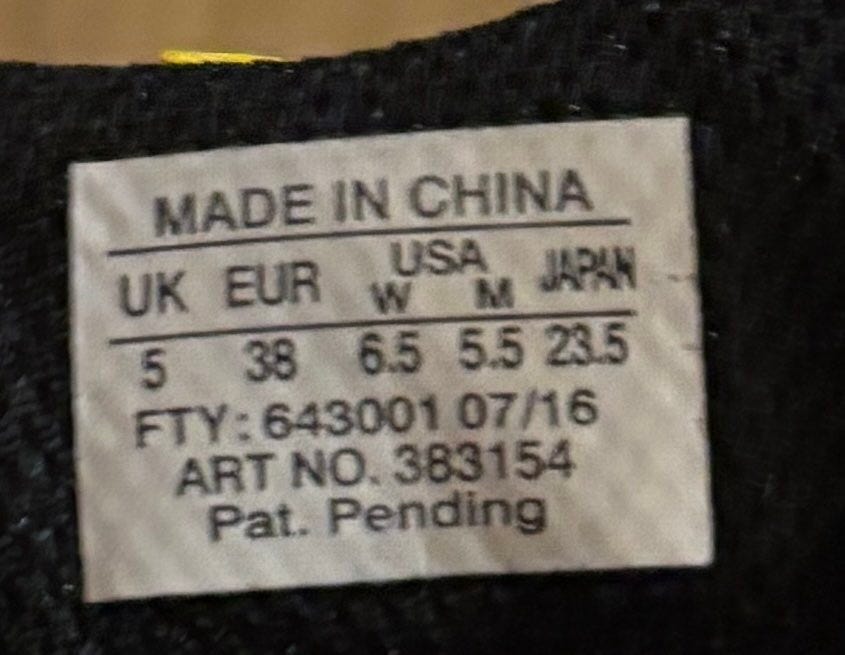 MADE IN CHINA
UK EUR USA JAPAN
W M
5 38 6.5 5.5 23.5
FTY: 643001 07/16
ART NO. 383154
Pat. Pending